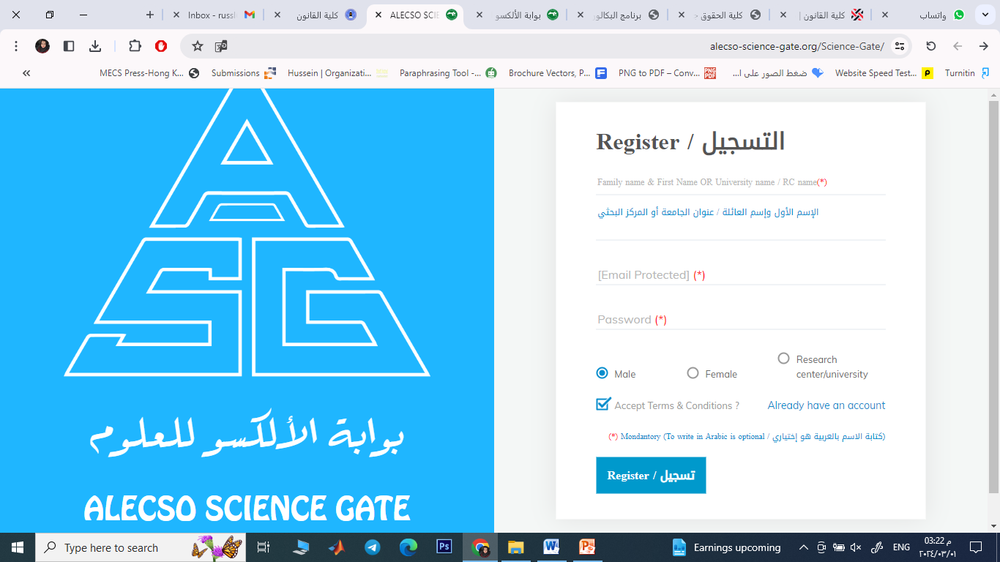 Inbox - russl
كلية القانون
ALECSO SCIE
بوابة الألكسو
برنامج البكالور
كلية الحقوق
كلية القانون |
واتساب
alecso-science-gate.org/Science-Gate/
MECS Press-Hong K...
Submissions
Hussein | Organizati...
Paraphrasing Tool -...
Brochure Vectors, P...
PNG to PDF – Conv...
ضغط الصور على ا...
Website Speed Test...
Turnitin
بوابة الألكسو للعلوم
ALECSO SCIENCE GATE
Register / التسجيل
Family name & First Name OR University name / RC name(*)
الإسم الأول وإسم العائلة / عنوان الجامعة أو المركز البحثي
[Email Protected] (*)
Password (*)
Male
Female
Research
center/university
Accept Terms & Conditions ?
Already have an account
(*) Mondantory (To write in Arabic is optional / كتابة الاسم بالعربية هو إختياري)
Register / تسجيل
Type here to search
Ps
Earnings upcoming
ENG
03:22 م
٢٠٢٤/٠٣/٠١